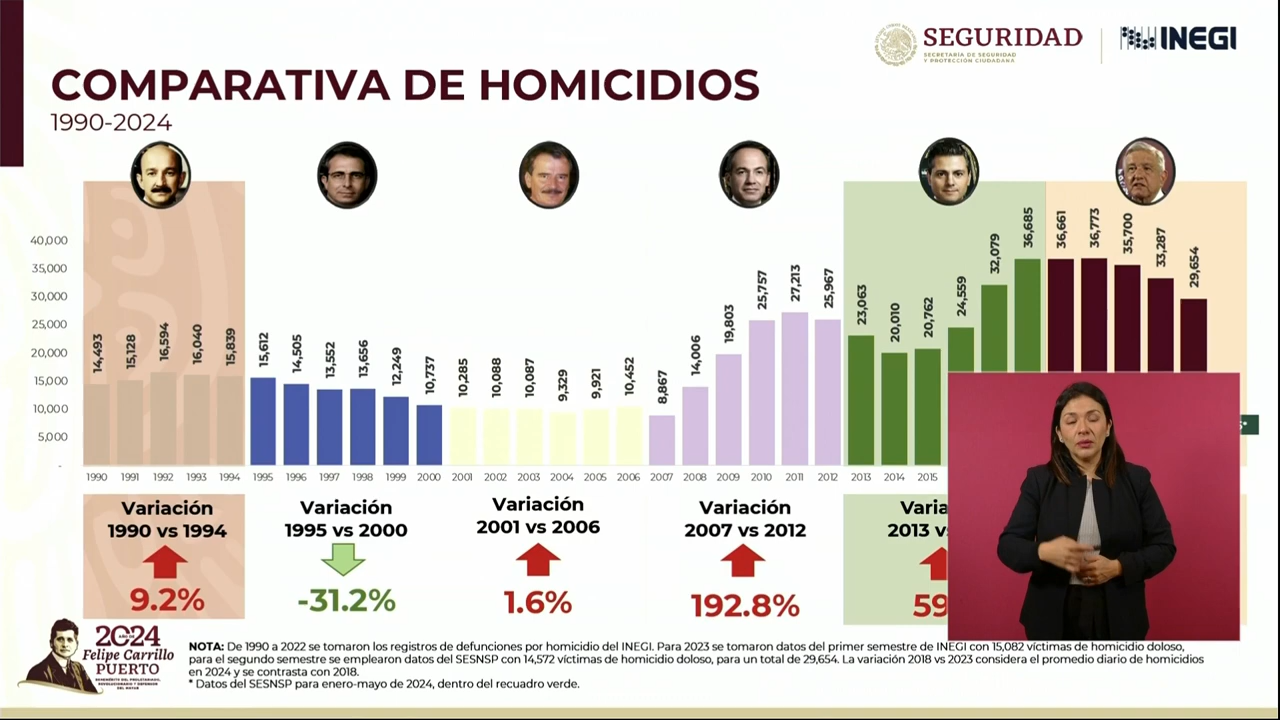 SEGURIDAD
SECRETARÍA DE SEGURIDAD
Y PROTECCIÓN CIUDADANA
INEGI
COMPARATIVA DE HOMICIDIOS
1990-2024
40,000
35,000
30,000
25,000
20,000
15,000
10,000
5,000
-
14,493
15,128
16,594
16,040
15,839
15,612
14,505
13,552
13,656
12,249
10,737
10,285
10,088
10,087
9,329
9,921
10,452
8,867
14,006
19,803
25,757
27,213
25,967
23,063
20,010
20,762
24,559
32,079
36,685
36,661
36,773
35,700
33,287
29,654
1990 1991 1992 1993 1994 1995 1996 1997 1998 1999 2000 2001 2002 2003 2004 2005 2006 2007 2008 2009 2010 2011 2012 2013 2014 2015
Variación
1990 vs 1994
9.2%
Variación
1995 vs 2000
-31.2%
Variación
2001 vs 2006
1.6%
Variación
2007 vs 2012
192.8%
Varia
2013 v
59
2024
AÑO DE
Felipe Carrillo
PUERTO
BENEMÉRITO DEL PROLETARIADO,
REVOLUCIONARIO Y DEFENSOR
DEL MAYAB
NOTA: De 1990 a 2022 se tomaron los registros de defunciones por homicidio del INEGI. Para 2023 se tomaron datos del primer semestre de INEGI con 15,082 víctimas de homicidio doloso,
para el segundo semestre se emplearon datos del SESNSP con 14,572 víctimas de homicidio doloso, para un total de 29,654. La variación 2018 vs 2023 considera el promedio diario de homicidios
en 2024 y se contrasta con 2018.
* Datos del SESNSP para enero-mayo de 2024, dentro del recuadro verde.